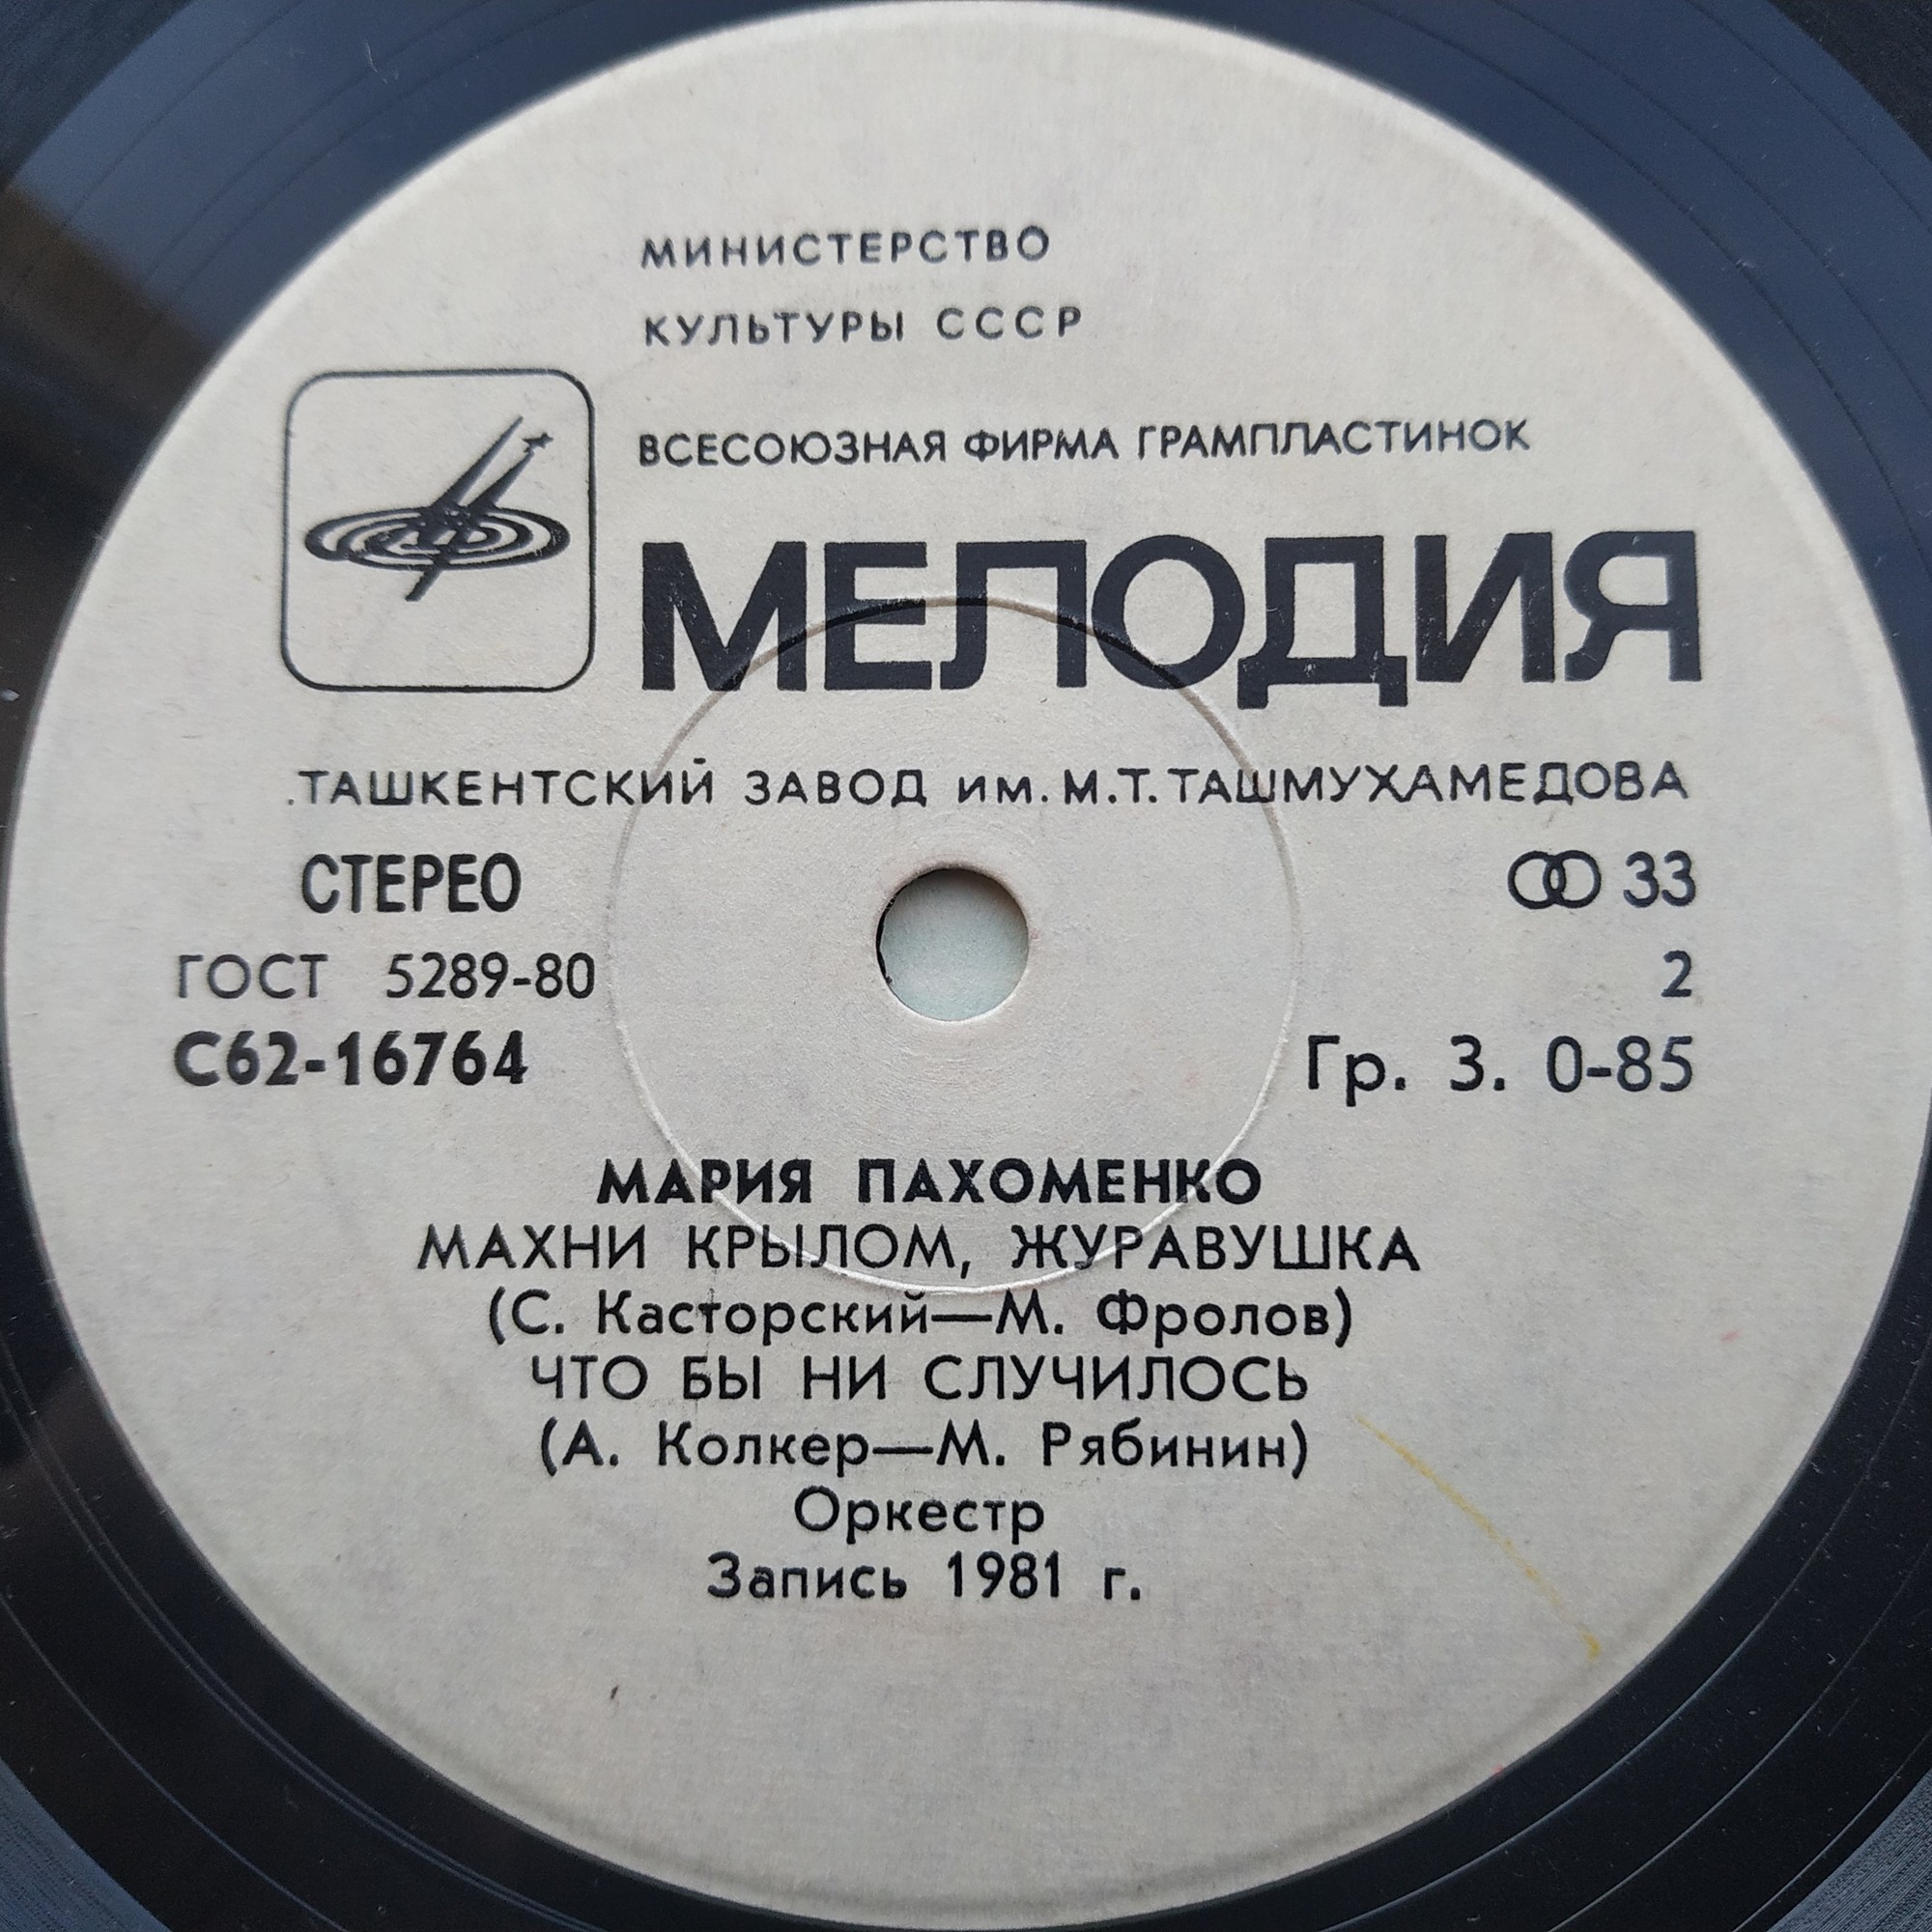 МИНИСТЕРСТВО
КУЛЬТУРЫ СССР
ВСЕСОЮЗНАЯ ФИРМА ГРАМПЛАСТИНОК
МЕЛОДИЯ
.ТАШКЕНТСКИЙ ЗАВОД им. М.Т. ТАШМУХАМЕДОВА
СТЕРЕО 33
ГОСТ 5289-80 2
С62-16764 Гр. 3. 0-85
МАРИЯ ПАХОМЕНКО
МАХНИ КРЫЛОМ, ЖУРАВУШКА
(С. Касторский—М. Фролов)
ЧТО БЫ НИ СЛУЧИЛОСЬ
(А. Колкер—М. Рябинин)
Оркестр
Запись 1981 г.